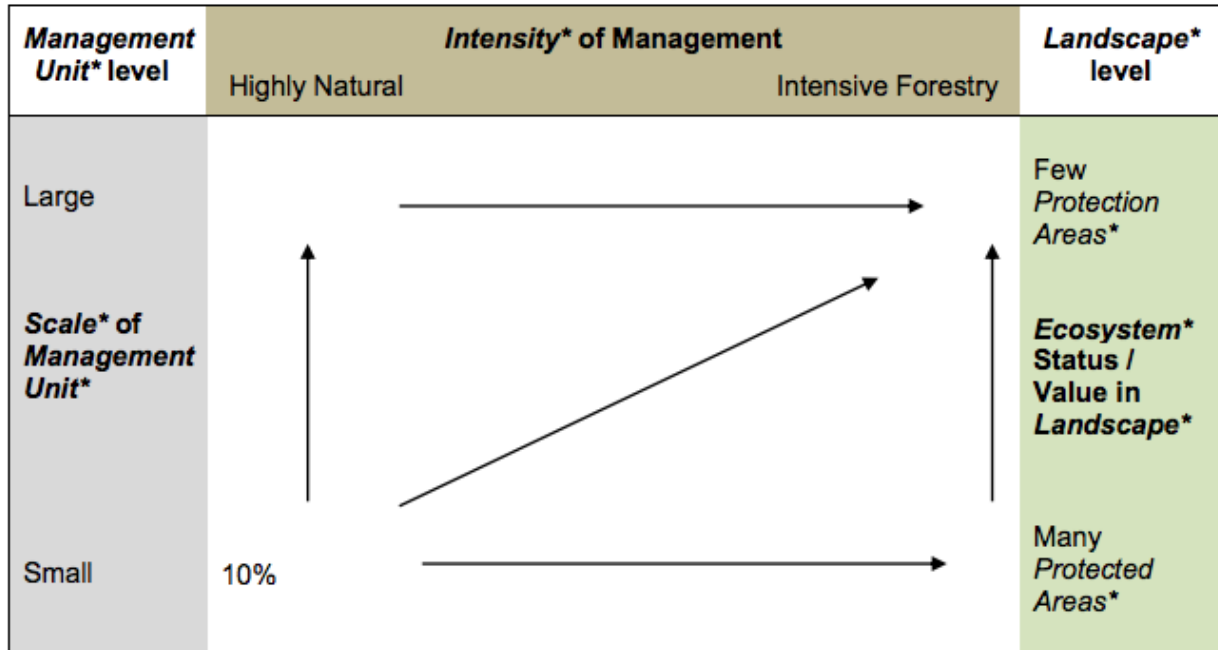 Management
Unit* level
Intensity* of Management
Highly Natural
Intensive Forestry
Landscape*
level
Large
Few
Protection
Areas*
Scale* of
Management
Unit*
Ecosystem*
Status /
Value in
Landscape*
Small
10%
Many
Protected
Areas*